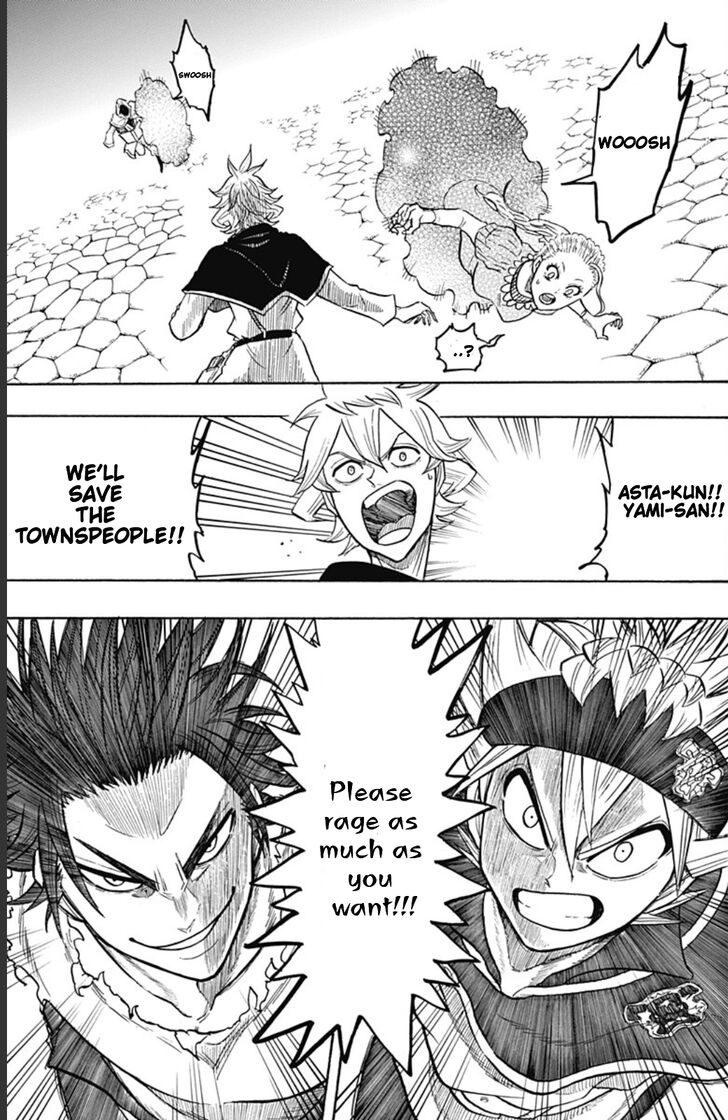 WOOOSH
SWOOSH
..?
ASTA-KUN!!
YAMI-SAN!!
WE'LL
SAVE
THE
TOWNSPEOPLE!!
Please
rage as
much as
you
want!!!